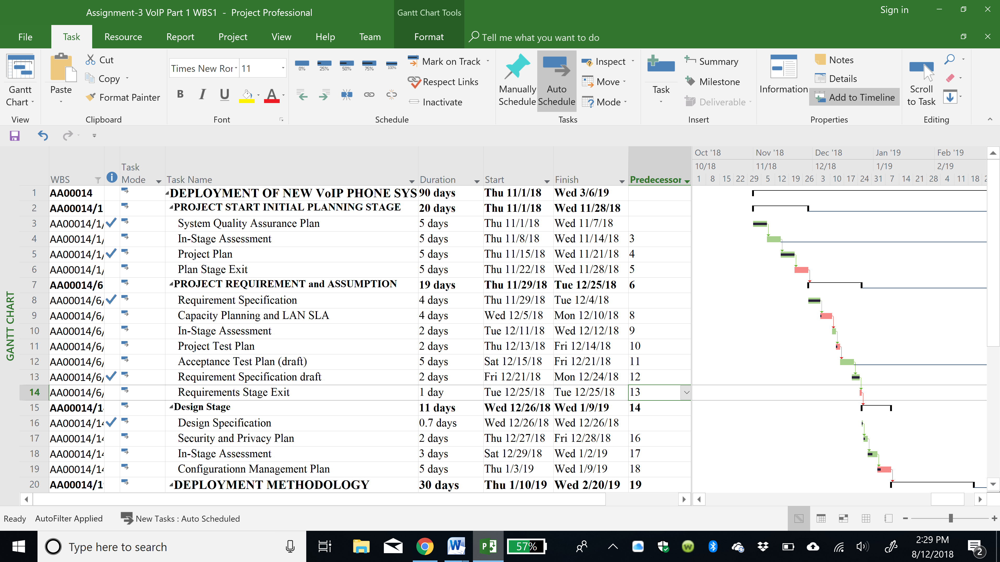 Assignment-3 VoIP Part 1 WBS1 - Project Professional
Gantt Chart Tools
Sign in
File Task Resource Report Project View Help Team Format Tell me what you want to do
Gantt Chart
View
Paste
Cut
Copy
Format Painter
Clipboard
Times New Ror 11
B I U A
Font
0% 25% 50% 75% 100%
Mark on Track
Respect Links
Inactivate
Schedule
Manually Schedule
Auto Schedule
Inspect
Move
Mode
Tasks
Task
Summary
Milestone
Deliverable
Insert
Information
Notes
Details
Add to Timeline
Properties
Scroll to Task
Editing
GANTT CHART
WBS Task Mode Task Name Duration Start Finish Predecessor
Oct '18 Nov '18 Dec '18 Jan '19 Feb '19
10/18 11/18 12/18 1/19 2/19
1 8 15 22 29 5 12 19 26 3 10 17 24 31 7 14 21 28 4 11 18 2
1 AA00014 DEPLOYMENT OF NEW VoIP PHONE SYS 90 days Thu 11/1/18 Wed 3/6/19
2 AA00014/1 PROJECT START INITIAL PLANNING STAGE 20 days Thu 11/1/18 Wed 11/28/18
3 AA00014/1/ System Quality Assurance Plan 5 days Thu 11/1/18 Wed 11/7/18
4 AA00014/1/ In-Stage Assessment 5 days Thu 11/8/18 Wed 11/14/18 3
5 AA00014/1/ Project Plan 5 days Thu 11/15/18 Wed 11/21/18 4
6 AA00014/1/ Plan Stage Exit 5 days Thu 11/22/18 Wed 11/28/18 5
7 AA00014/6 PROJECT REQUIREMENT and ASSUMPTION 19 days Thu 11/29/18 Tue 12/25/18 6
8 AA00014/6/ Requirement Specification 4 days Thu 11/29/18 Tue 12/4/18
9 AA00014/6/ Capacity Planning and LAN SLA 4 days Wed 12/5/18 Mon 12/10/18 8
10 AA00014/6/ In-Stage Assessment 2 days Tue 12/11/18 Wed 12/12/18 9
11 AA00014/6/ Project Test Plan 2 days Thu 12/13/18 Fri 12/14/18 10
12 AA00014/6/ Acceptance Test Plan (draft) 5 days Sat 12/15/18 Fri 12/21/18 11
13 AA00014/6/ Requirement Specification draft 2 days Fri 12/21/18 Mon 12/24/18 12
14 AA00014/6/ Requirements Stage Exit 1 day Tue 12/25/18 Tue 12/25/18 13
15 AA00014/1 Design Stage 11 days Wed 12/26/18 Wed 1/9/19 14
16 AA00014/14 Design Specification 0.7 days Wed 12/26/18 Wed 12/26/18
17 AA00014/14 Security and Privacy Plan 2 days Thu 12/27/18 Fri 12/28/18 16
18 AA00014/14 In-Stage Assessment 3 days Sat 12/29/18 Wed 1/2/19 17
19 AA00014/14 Configurationn Management Plan 5 days Thu 1/3/19 Wed 1/9/19 18
20 AA00014/1 DEPLOYMENT METHODOLOGY 30 days Thu 1/10/19 Wed 2/20/19 19
Ready AutoFilter Applied New Tasks : Auto Scheduled
Type here to search
57%
2:29 PM
8/12/2018
2